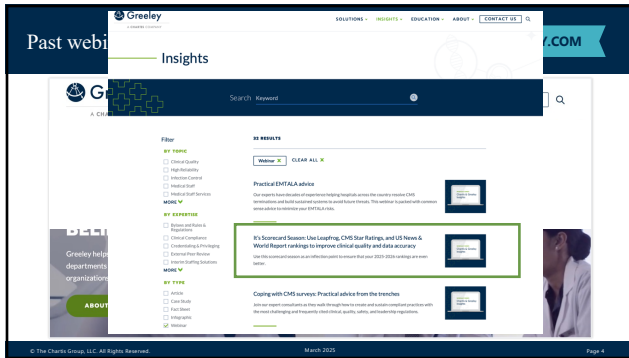 Past webi
Y.COM
Greeley
A CHARTIS COMPANY
SOLUTIONS
INSIGHTS
EDUCATION
ABOUT
CONTACT US
Insights
Search Keyword
G
A CHA
Filter
BY TOPIC
Clinical Quality
High Reliability
Infection Control
Medical Staff
Medical Staff Services
MORE
BY EXPERTISE
Bylaws and Rules &
Regulations
Clinical Compliance
Credentialing & Privileging
External Peer Review
Interim Staffing Solutions
MORE
BY TYPE
Article
Case Study
Fact Sheet
Infographic
Webinar
33 RESULTS
Webinar X CLEAR ALL X
Practical EMTALA advice
Our experts have decades of experience helping hospitals across the country resolve CMS
terminations and build sustained systems to avoid future threats. This webinar is packed with common
sense advice to minimize your EMTALA risks.
It's Scorecard Season: Use Leapfrog, CMS Star Ratings, and US News &
World Report rankings to improve clinical quality and data accuracy
Use this scorecard season as an inflection point to ensure that your 2025-2026 rankings are even
better.
Coping with CMS surveys: Practical advice from the trenches
Join our expert consultants as they walk through how to create and sustain compliant practices with
the most challenging and frequently cited clinical, quality, safety, and leadership regulations.
BELI
Greeley helps
departments
organizations
ABOUT
© The Chartis Group, LLC. All Rights Reserved.
March 2025
Page 4